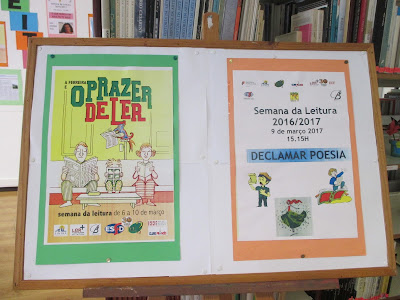 O PRAZER
DE LER
semana da leitura de 6 a 10 de março
Semana da Leitura
2016/2017
9 de março 2017
15.15H
DECLAMAR POESIA